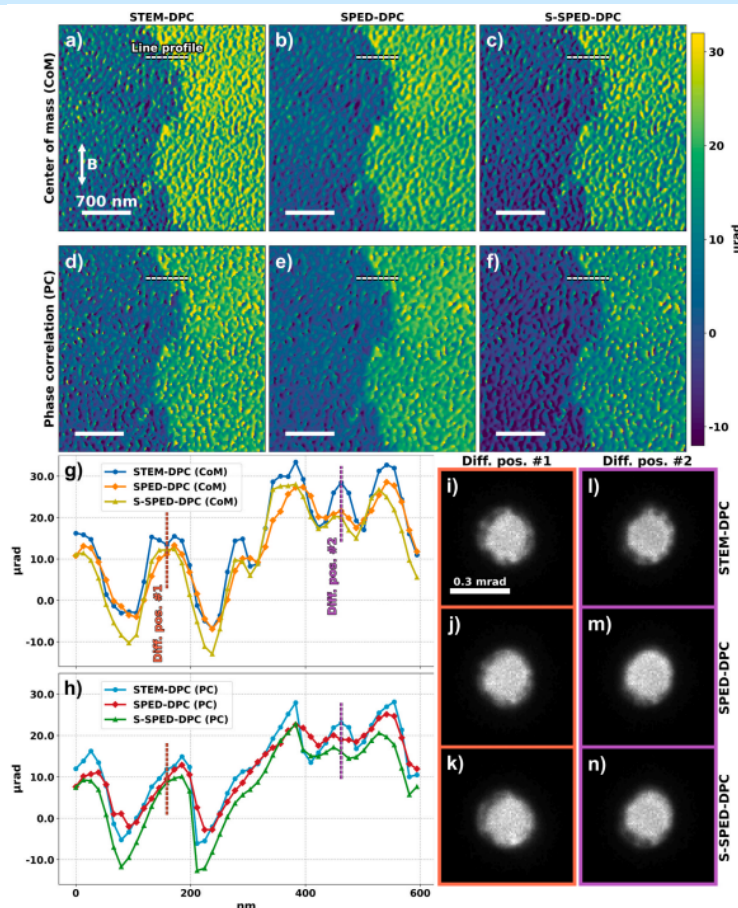 STEM-DPC SPED-DPC S-SPED-DPC
Center of mass (CoM)
a) Line profile b) c)
B
700 nm
30
20
10
0
-10
μrad
Phase correlation (PC)
d) e) f)
g)
STEM-DPC (CoM)
SPED-DPC (CoM)
S-SPED-DPC (CoM)
30.0
20.0
10.0
0.0
-10.0
μrad
Diff. pos. #1
Diff. pos. #2
h)
STEM-DPC (PC)
SPED-DPC (PC)
S-SPED-DPC (PC)
30.0
20.0
10.0
0.0
-10.0
μrad
0 200 400 600
nm
Diff. pos. #1 Diff. pos. #2
i) l)
0.3 mrad
STEM-DPC
j) m)
SPED-DPC
k) n)
S-SPED-DPC